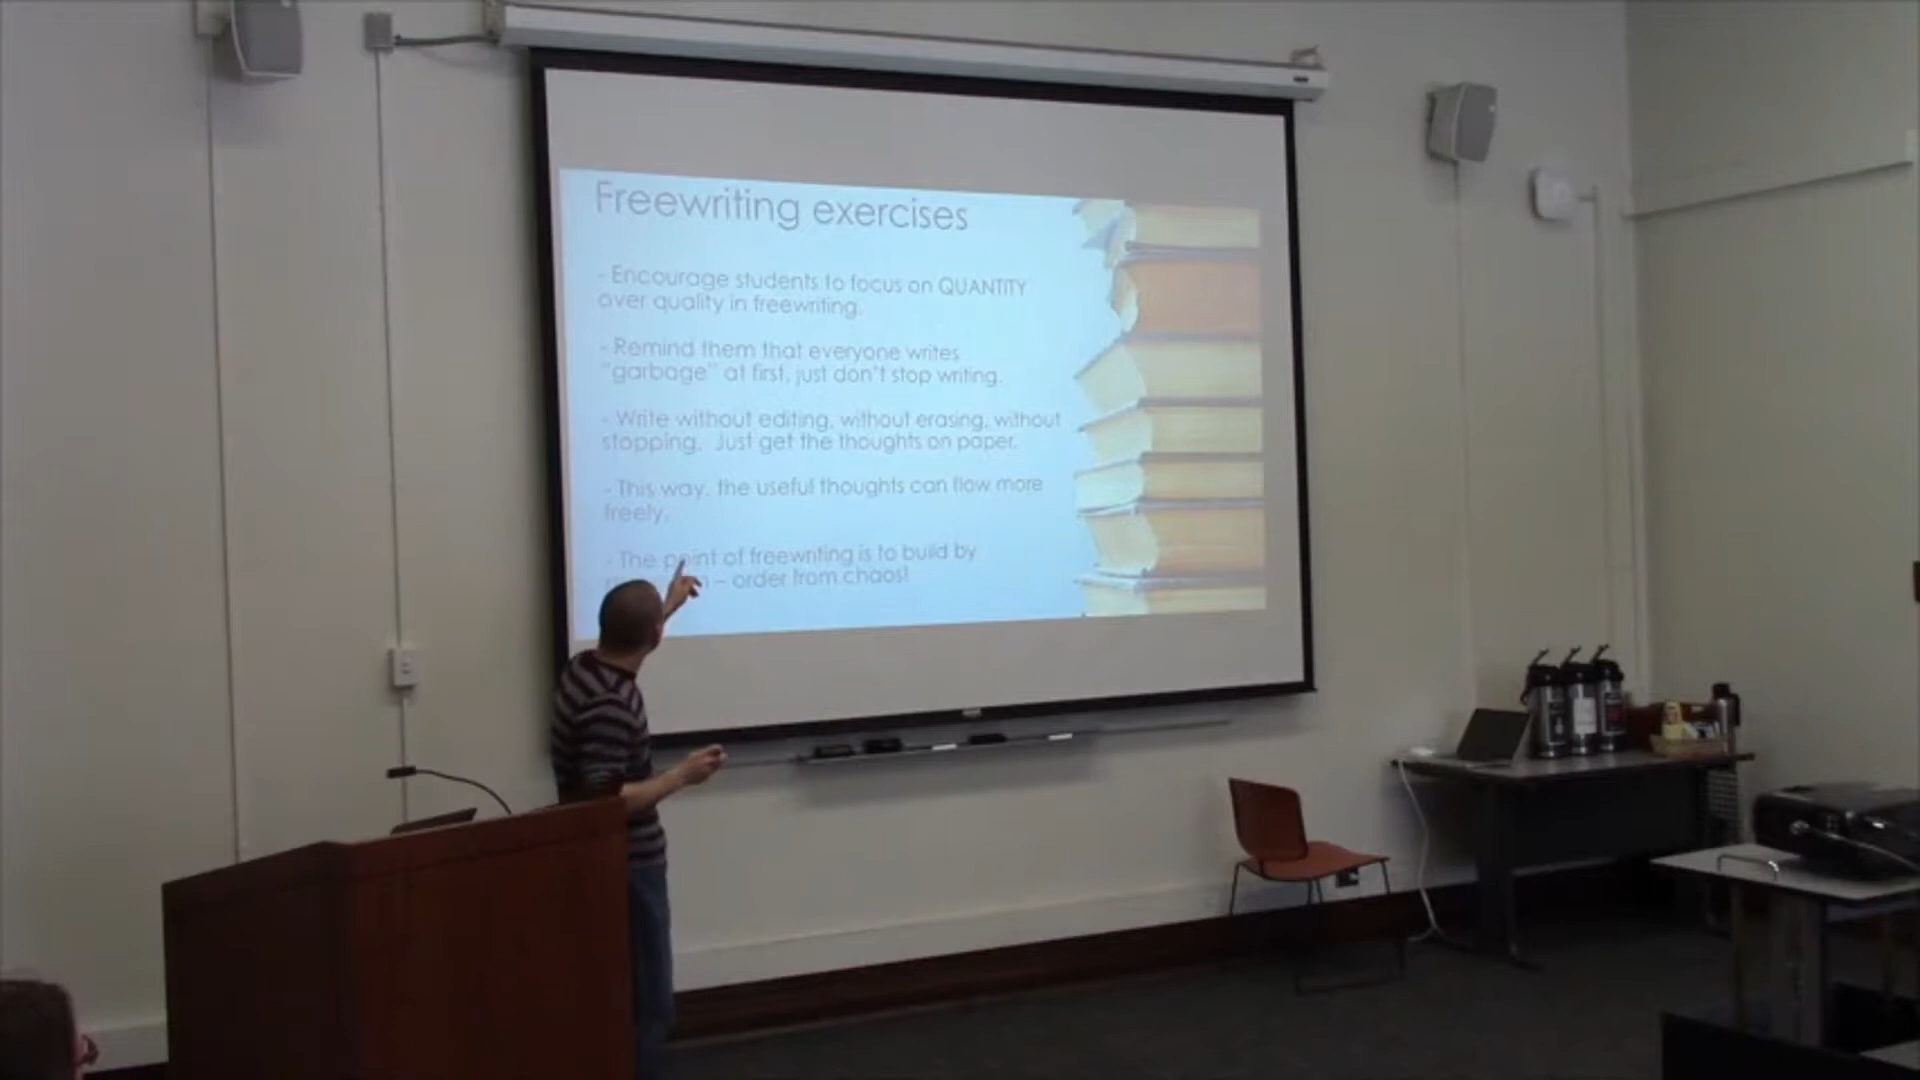 Freewriting exercises
- Encourage students to focus on QUANTITY
over quality in freewriting.
- Remind them that everyone writes
"garbage" at first, just don't stop writing.
- Write without editing, without erasing, without
stopping. Just get the thoughts on paper.
- This way, the useful thoughts can flow more
freely.
- The point of freewriting is to build by
– order from chaos!